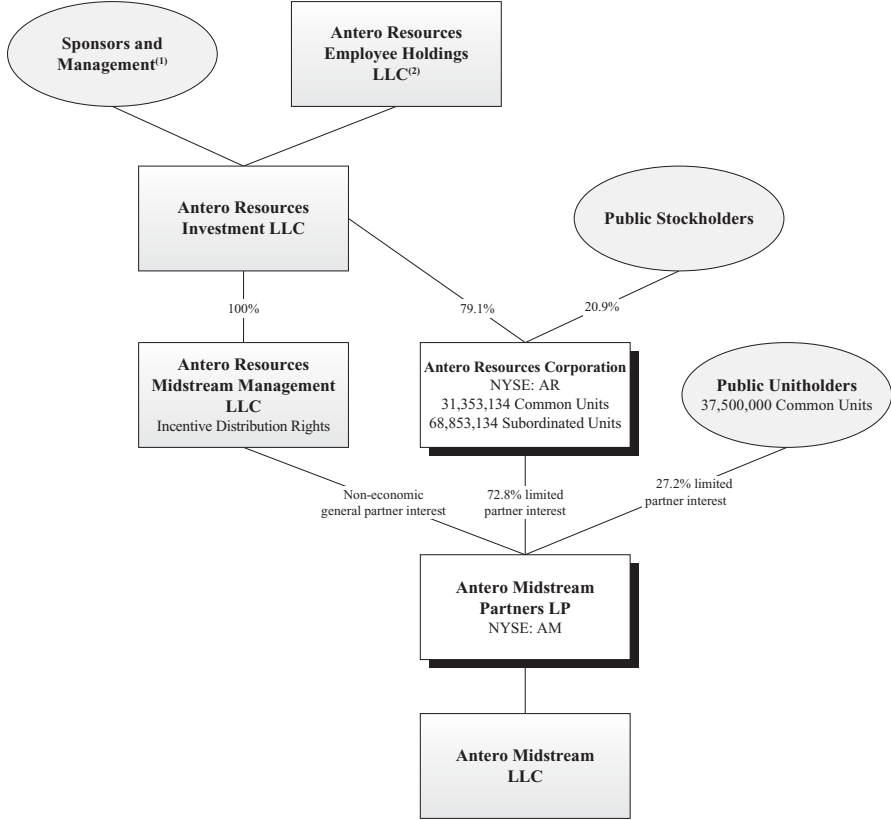 Sponsors and
Management(1)
Antero Resources
Employee Holdings
LLC(2)
Antero Resources
Investment LLC
Public Stockholders
100%
79.1%
20.9%
Antero Resources
Midstream Management
LLC
Incentive Distribution Rights
Antero Resources Corporation
NYSE: AR
31,353,134 Common Units
68,853,134 Subordinated Units
Public Unitholders
37,500,000 Common Units
Non-economic
general partner interest
72.8% limited
partner interest
27.2% limited
partner interest
Antero Midstream
Partners LP
NYSE: AM
Antero Midstream
LLC